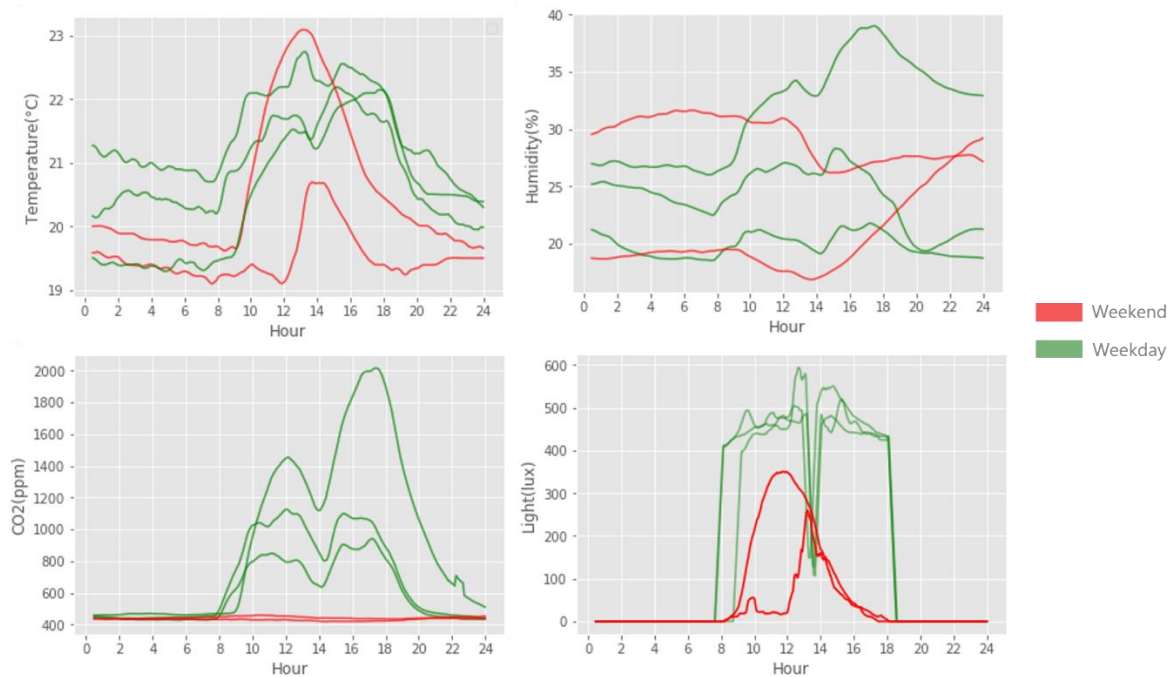 23
22
21
20
19
Temperature(°C)
0 2 4 6 8 10 12 14 16 18 20 22 24
Hour
40
35
30
25
20
Humidity(%)
0 2 4 6 8 10 12 14 16 18 20 22 24
Hour
Weekend
Weekday
2000
1800
1600
1400
1200
1000
800
600
400
CO2(ppm)
0 2 4 6 8 10 12 14 16 18 20 22 24
Hour
600
500
400
300
200
100
0
Light(lux)
0 2 4 6 8 10 12 14 16 18 20 22 24
Hour